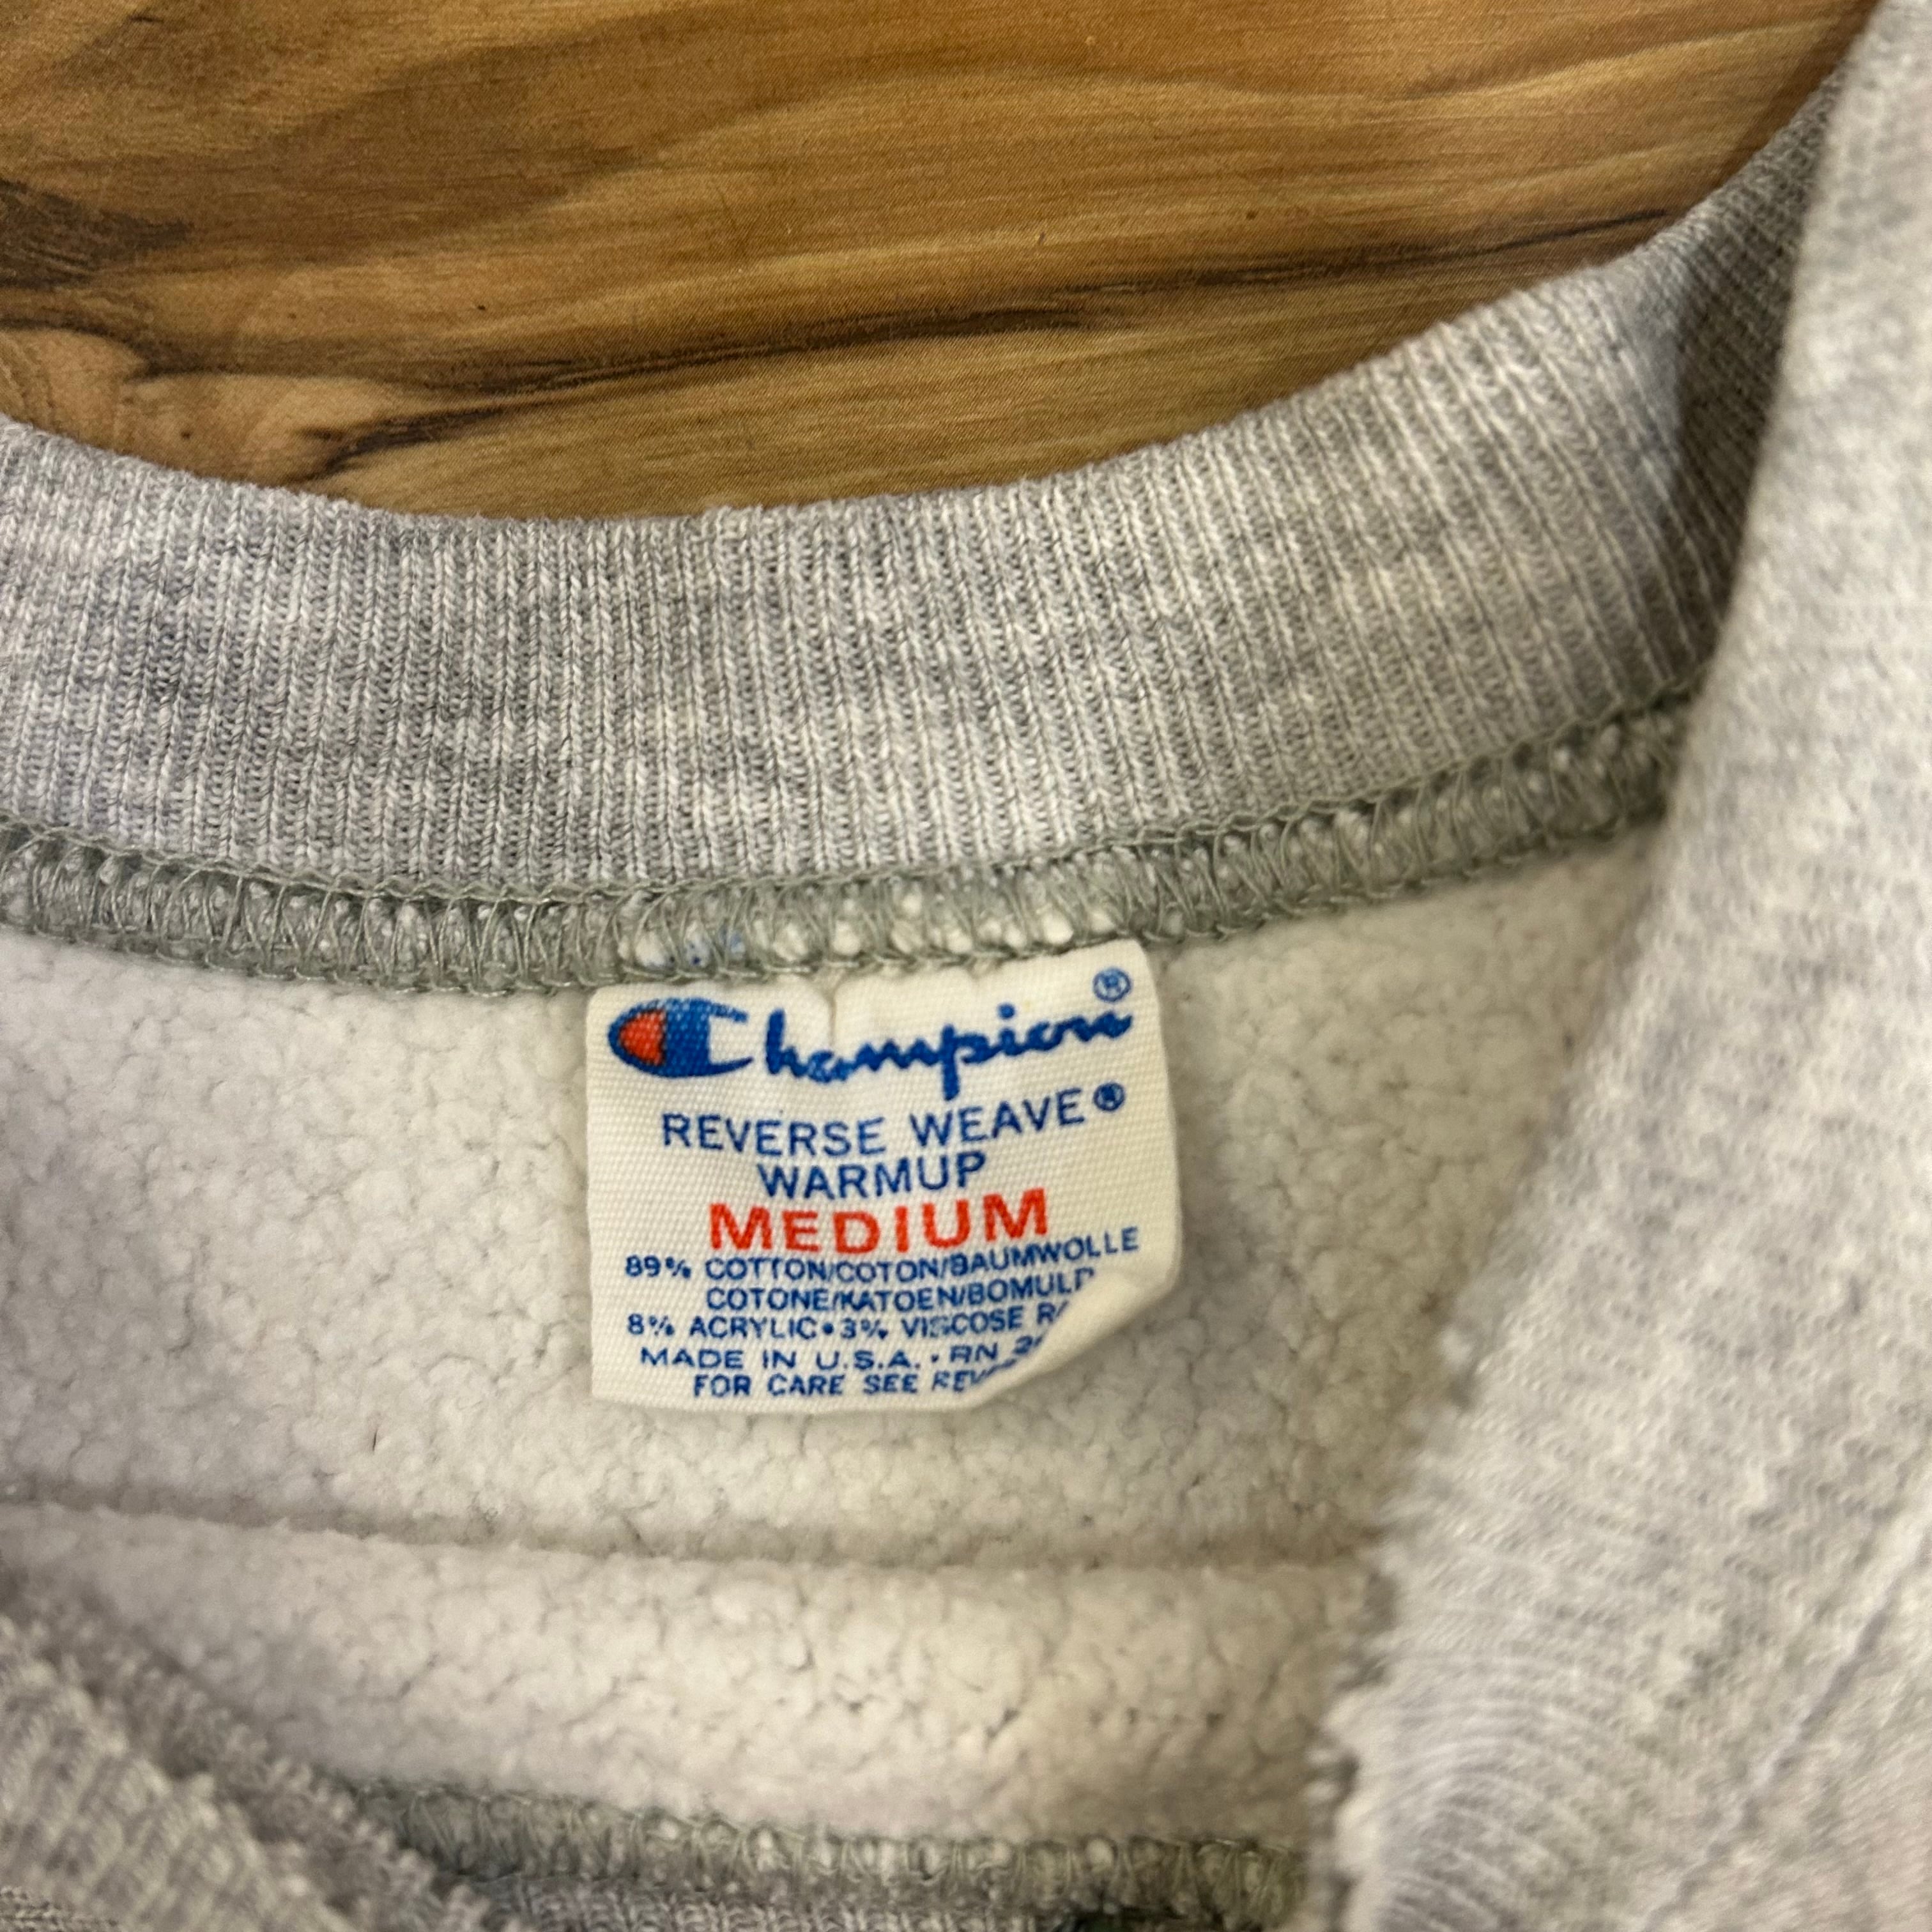 Champion®
REVERSE WEAVE®
WARMUP
MEDIUM
89% COTTON/COTON/BAUMWOLLE
COTONE/KATOEN/BOMULD
8% ACRYLIC•3% VISCOSE
MADE IN U.S.A. • RN
FOR CARE SEE